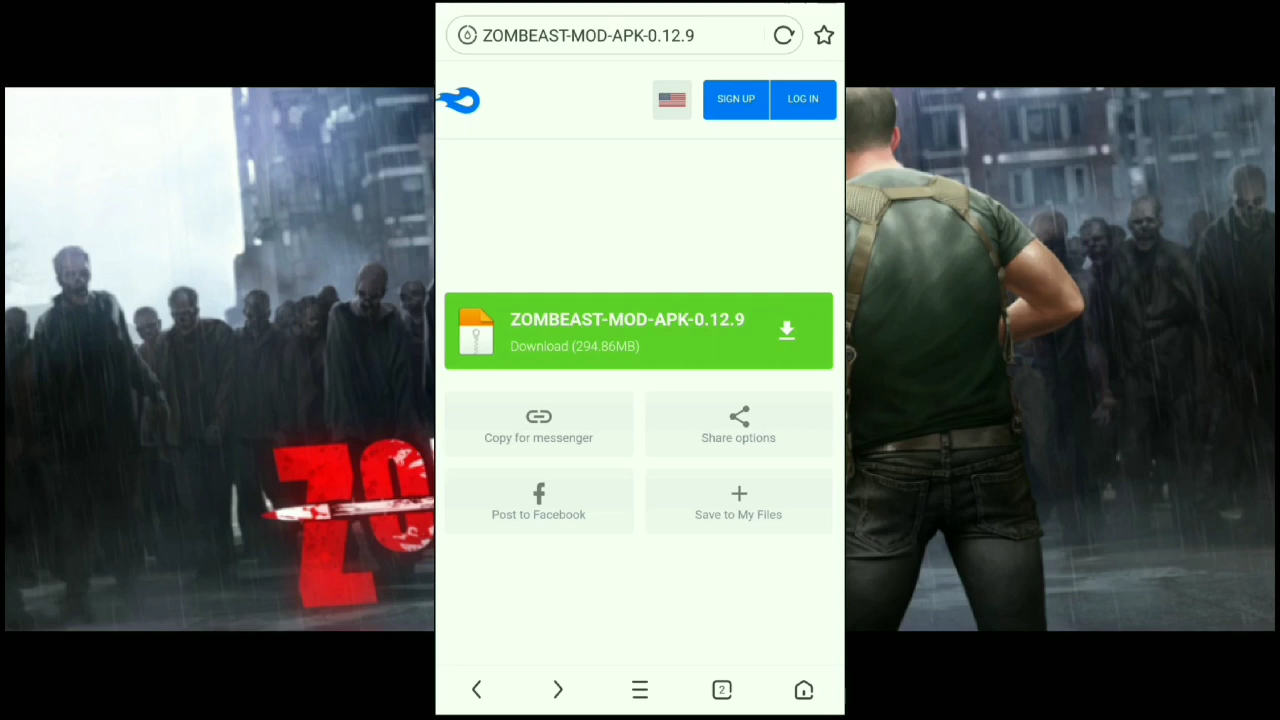 ZOMBEAST-MOD-APK-0.12.9
SIGN UP
LOG IN
ZOMBEAST-MOD-APK-0.12.9
Download (294.86MB)
Copy for messenger
Share options
Post to Facebook
Save to My Files
ZO
2